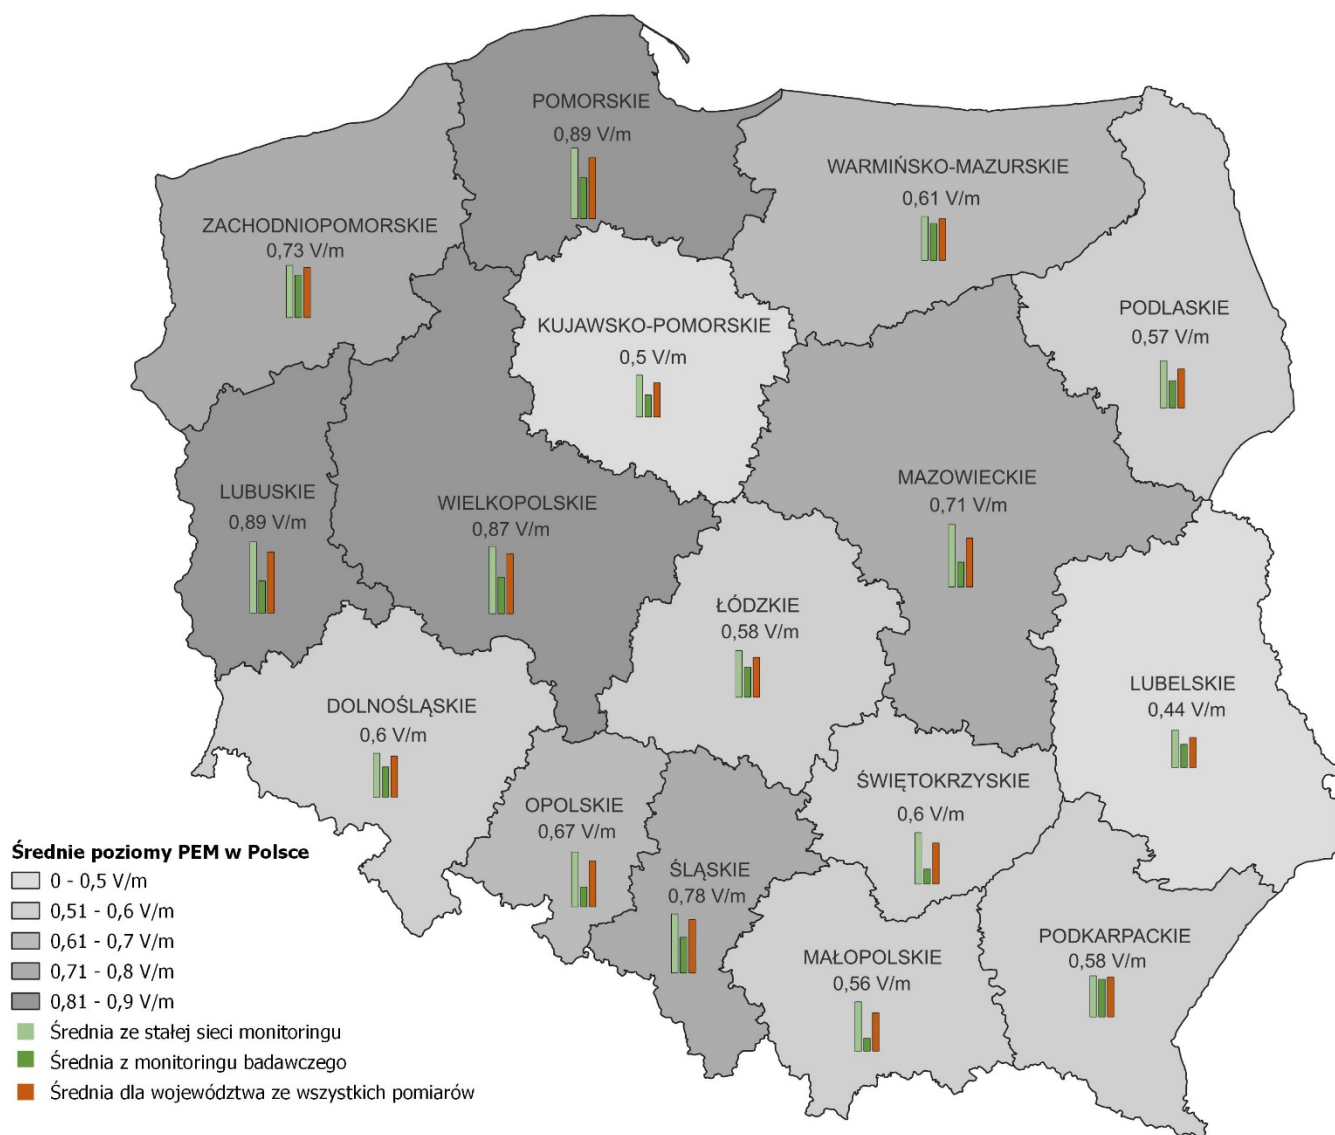 POMORSKIE
0,89 V/m
WARMIŃSKO-MAZURSKIE
0,61 V/m
ZACHODNIOPOMORSKIE
0,73 V/m
PODLASKIE
0,57 V/m
KUJAWSKO-POMORSKIE
0,5 V/m
MAZOWIECKIE
0,71 V/m
LUBUSKIE
0,89 V/m
WIELKOPOLSKIE
0,87 V/m
ŁÓDZKIE
0,58 V/m
LUBELSKIE
0,44 V/m
DOLNOŚLĄSKIE
0,6 V/m
ŚWIĘTOKRZYSKIE
0,6 V/m
OPOLSKIE
0,67 V/m
ŚLĄSKIE
0,78 V/m
PODKARPACKIE
0,58 V/m
MAŁOPOLSKIE
0,56 V/m
Średnie poziomy PEM w Polsce
0 - 0,5 V/m
0,51 - 0,6 V/m
0,61 - 0,7 V/m
0,71 - 0,8 V/m
0,81 - 0,9 V/m
Średnia ze stałej sieci monitoringu
Średnia z monitoringu badawczego
Średnia dla województwa ze wszystkich pomiarów